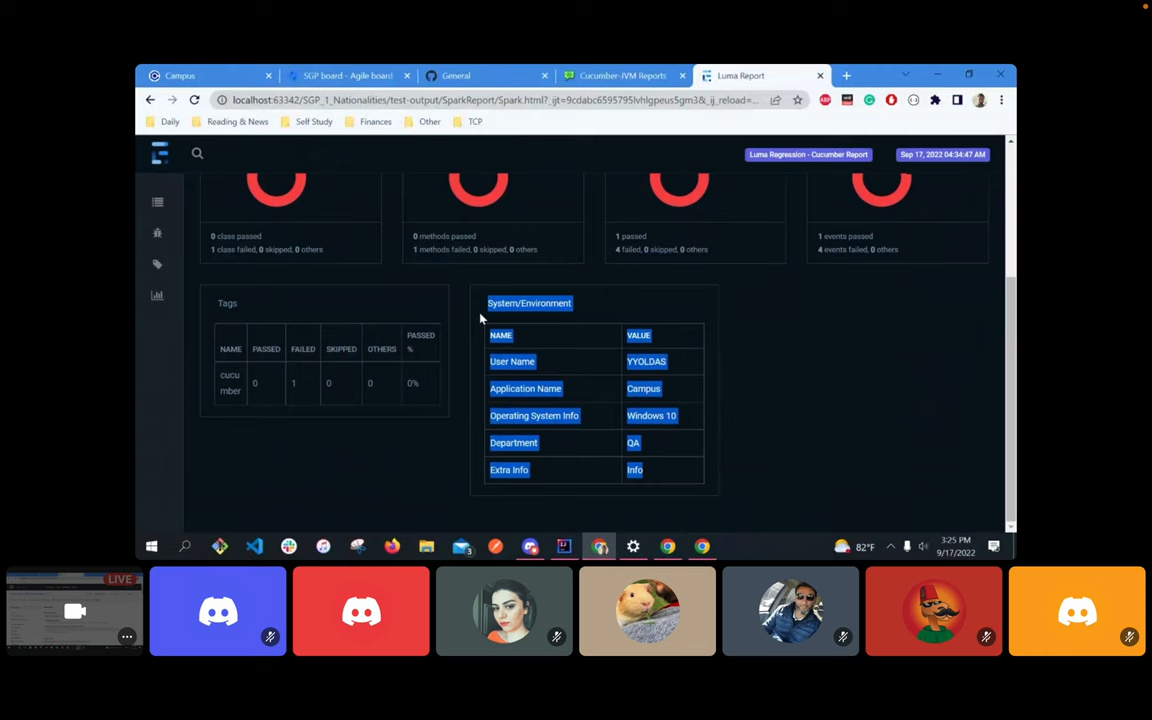 Campus
SGP board - Agile board
General
Cucumber-JVM Reports
Luma Report
localhost:63342/SGP_1_Nationalities/test-output/SparkReport/Spark.html?_ijt=9cdabc6595795lvhlgpeus5gm3&_ij_reload=...
Daily
Reading & News
Self Study
Finances
Other
TCP
Luma Regression - Cucumber Report
Sep 17, 2022 04:34:47 AM
0 class passed
1 class failed, 0 skipped, 0 others
0 methods passed
1 methods failed, 0 skipped, 0 others
1 passed
4 failed, 0 skipped, 0 others
1 events passed
4 events failed, 0 others
Tags
NAME PASSED FAILED SKIPPED OTHERS PASSED %
cucu
mber
0 1 0 0 0%
System/Environment
NAME VALUE
User Name YYOLDAS
Application Name Campus
Operating System Info Windows 10
Department QA
Extra Info Info
3
82°F
3:25 PM
9/17/2022
LIVE